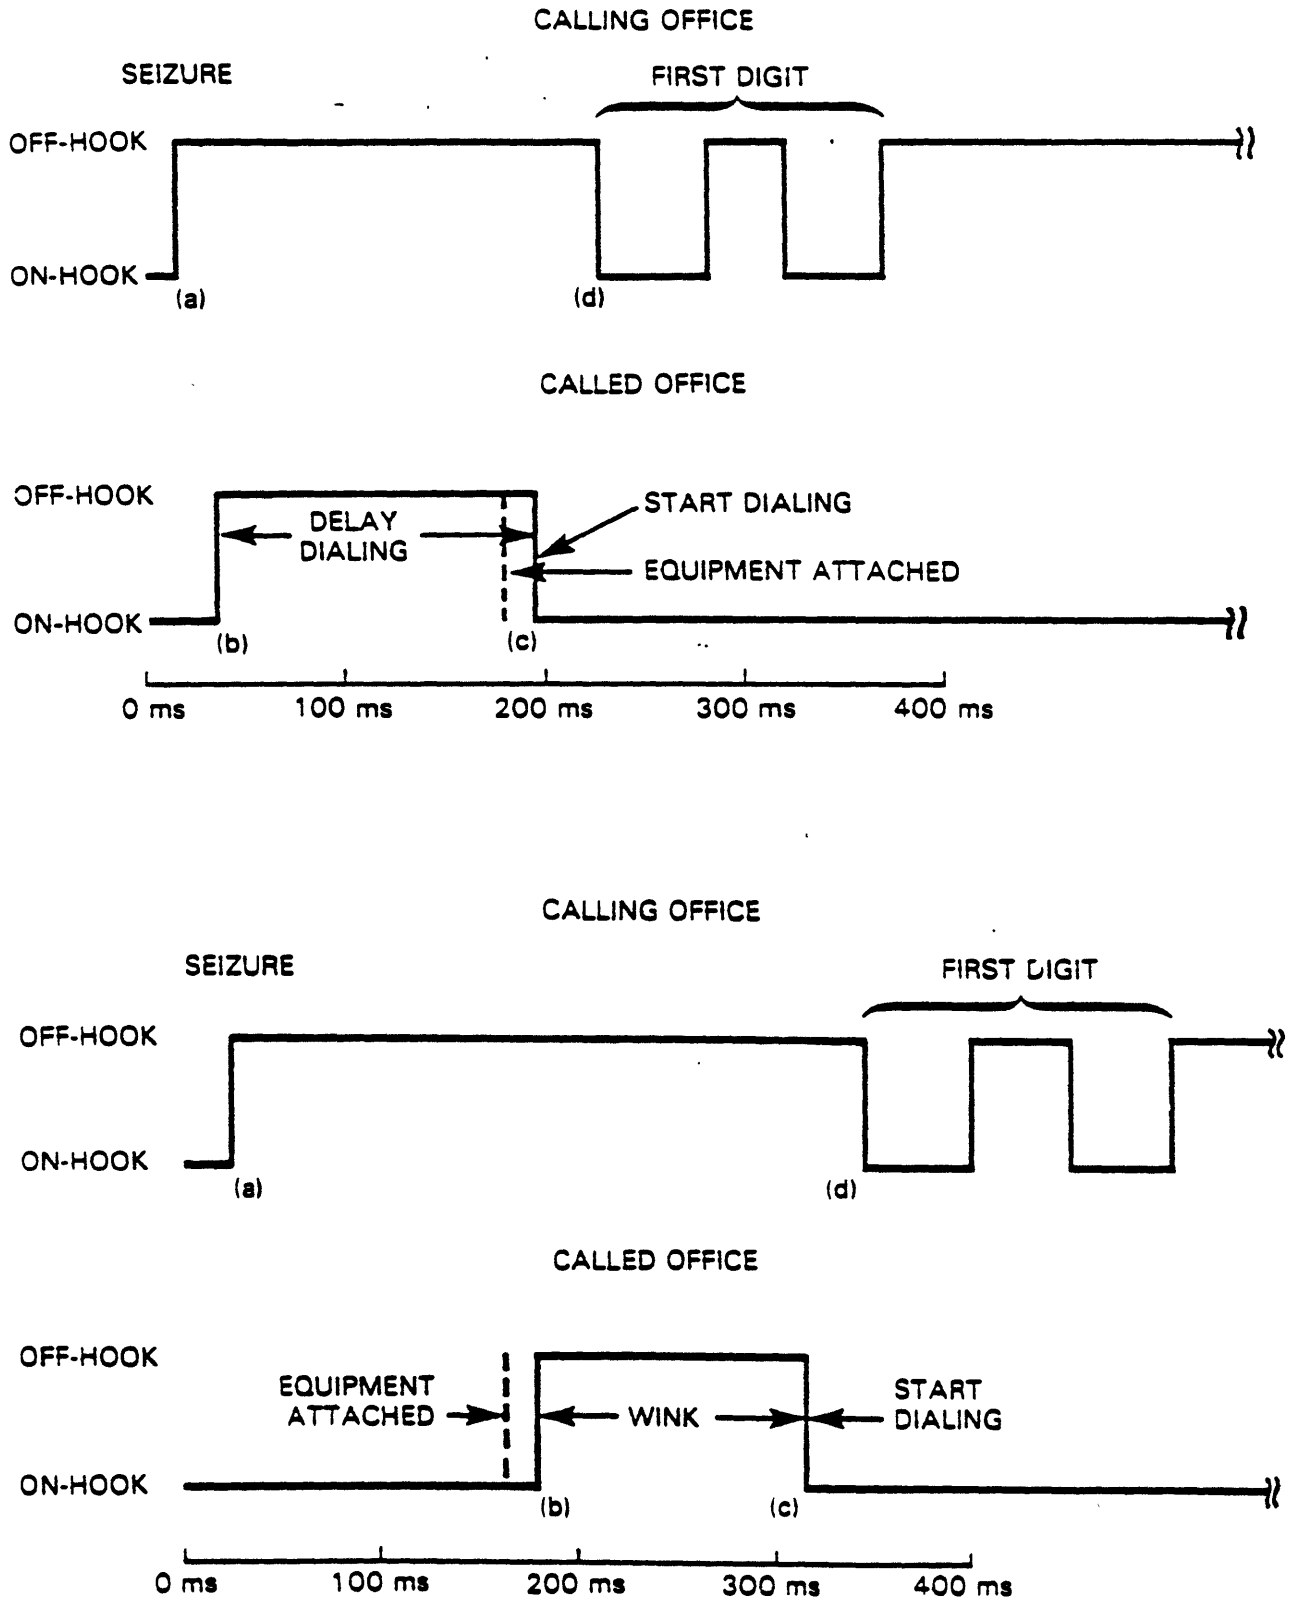 CALLING OFFICE
SEIZURE
FIRST DIGIT
OFF-HOOK
ON-HOOK
(a)
(d)
CALLED OFFICE
OFF-HOOK
DELAY
DIALING
START DIALING
EQUIPMENT ATTACHED
ON-HOOK
(b)
(c)
0 ms 100 ms 200 ms 300 ms 400 ms
CALLING OFFICE
SEIZURE
FIRST DIGIT
OFF-HOOK
ON-HOOK
(a)
(d)
CALLED OFFICE
OFF-HOOK
EQUIPMENT
ATTACHED
WINK
START
DIALING
ON-HOOK
(b)
(c)
0 ms 100 ms 200 ms 300 ms 400 ms